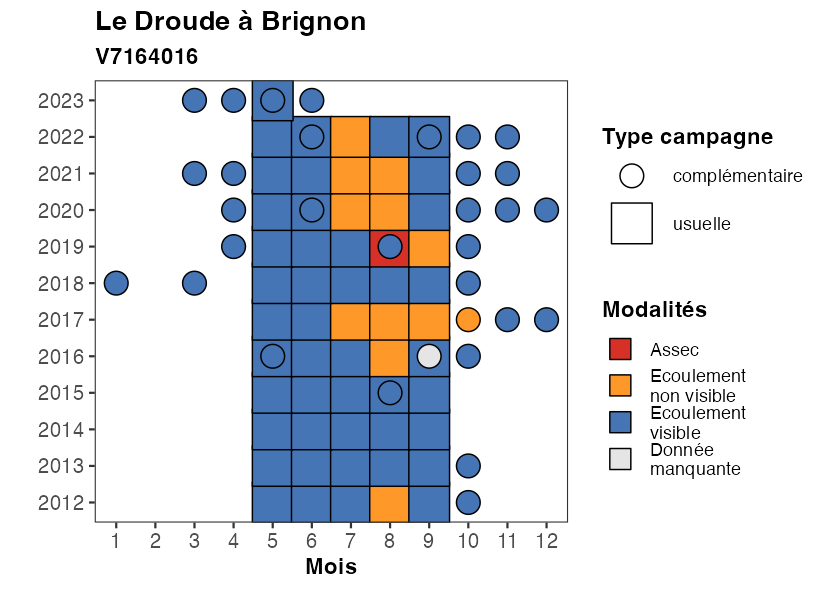 Le Droude à Brignon
V7164016
2023
2022
2021
2020
2019
2018
2017
2016
2015
2014
2013
2012
1 2 3 4 5 6 7 8 9 10 11 12
Mois
Type campagne
complémentaire
usuelle
Modalités
Assec
Ecoulement
non visible
Ecoulement
visible
Donnée
manquante